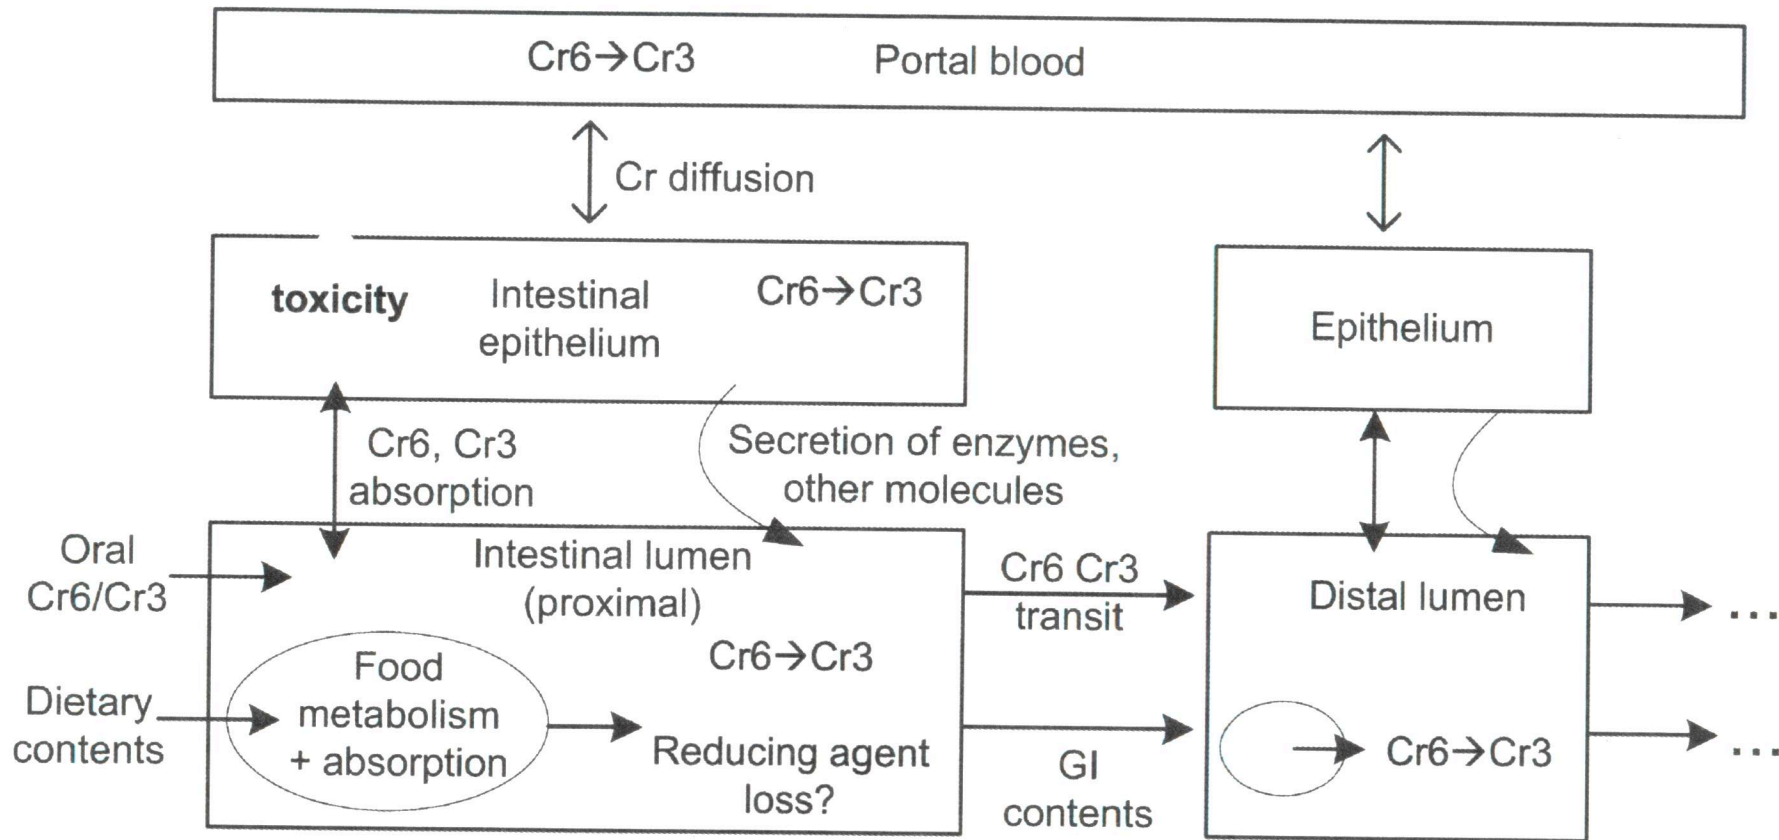 Cr6→Cr3 Portal blood
Cr diffusion
toxicity
Intestinal
epithelium
Cr6→Cr3
Epithelium
Cr6, Cr3
absorption
Secretion of enzymes,
other molecules
Oral
Cr6/Cr3
Intestinal lumen
(proximal)
Cr6→Cr3
Cr6 Cr3
transit
Distal lumen
...
Dietary
contents
Food
metabolism
+ absorption
Reducing agent
loss?
GI
contents
Cr6→Cr3
...